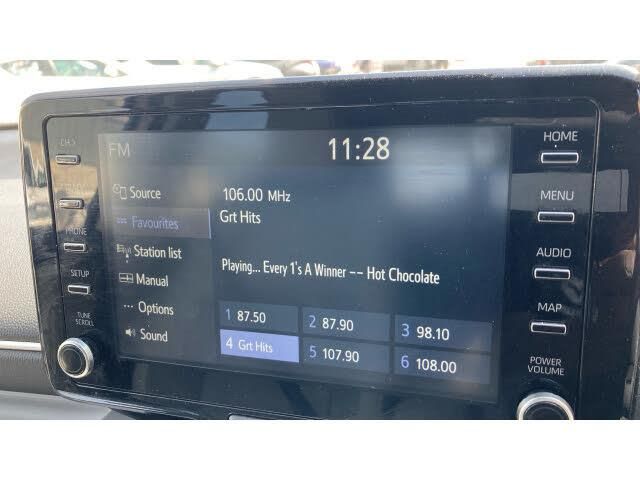 FM
11:28
HOME
Source
106.00 MHz
Grt Hits
MENU
Favourites
PHONE
Station list
AUDIO
Playing... Every 1's A Winner -- Hot Chocolate
SETUP
Manual
Options
MAP
1 87.50
2 87.90
3 98.10
TUNE
SCROLL
Sound
4 Grt Hits
5 107.90
6 108.00
POWER
VOLUME